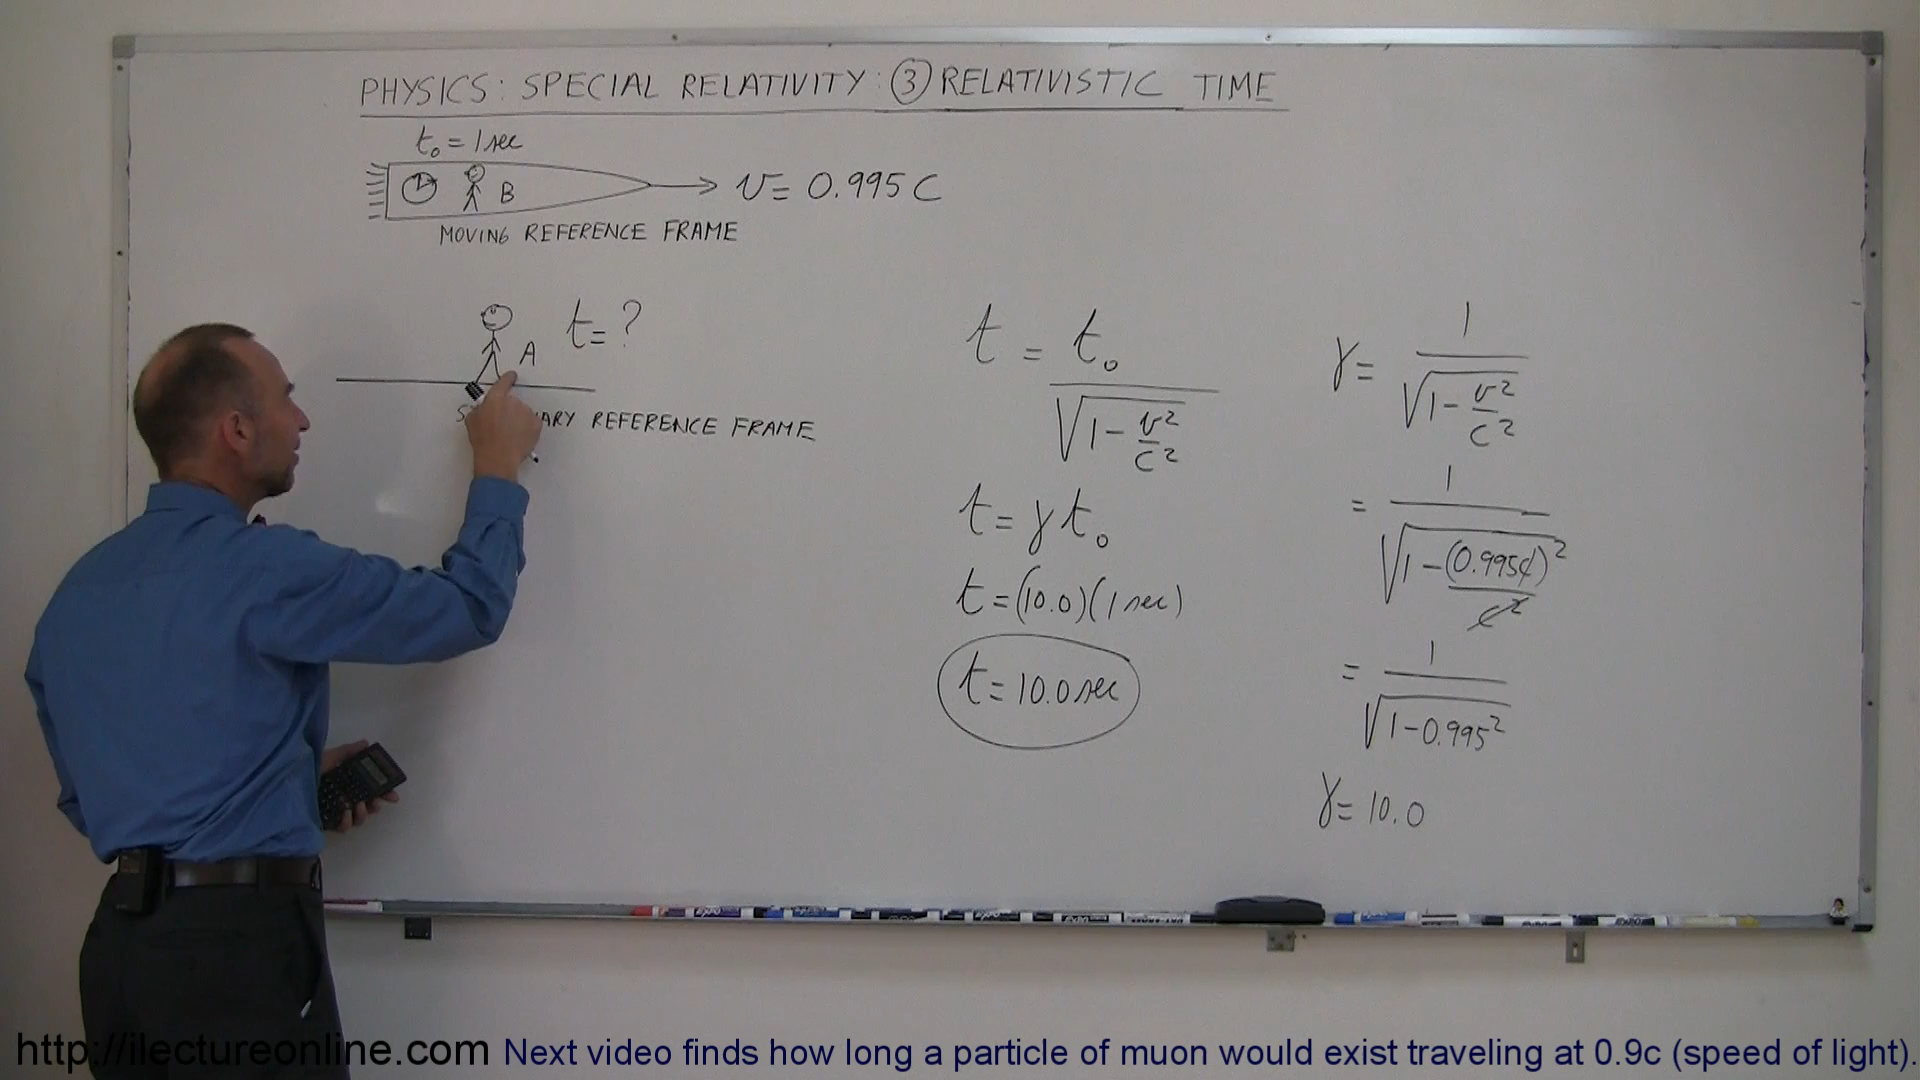 PHYSICS: SPECIAL RELATIVITY: ③ RELATIVISTIC TIME
t₀ = 1 sec
B
v = 0.995 C
MOVING REFERENCE FRAME
t = ?
A
REFERENCE FRAME
t = t₀ / √(1 - v²/c²)
t = γ t₀
t = (10.0)(1 sec)
t = 10.0 sec
γ = 1 / √(1 - v²/c²)
= 1 / √(1 - (0.995c)²/c²)
= 1 / √(1 - 0.995²)
γ = 10.0
http://ilectureonline.com Next video finds how long a particle of muon would exist traveling at 0.9c (speed of light).